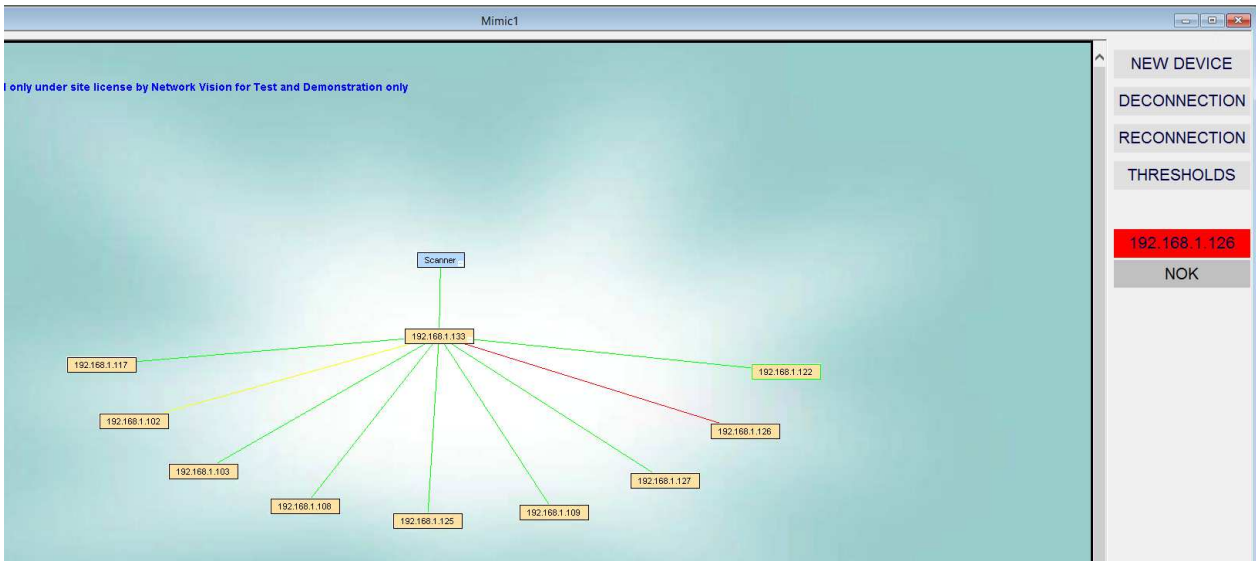 Mimic1
only under site license by Network Vision for Test and Demonstration only
NEW DEVICE
DECONNECTION
RECONNECTION
THRESHOLDS
192.168.1.126
NOK
Scanner
192.168.1.133
192.168.1.117
192.168.1.122
192.168.1.102
192.168.1.126
192.168.1.103
192.168.1.127
192.168.1.108
192.168.1.109
192.168.1.125